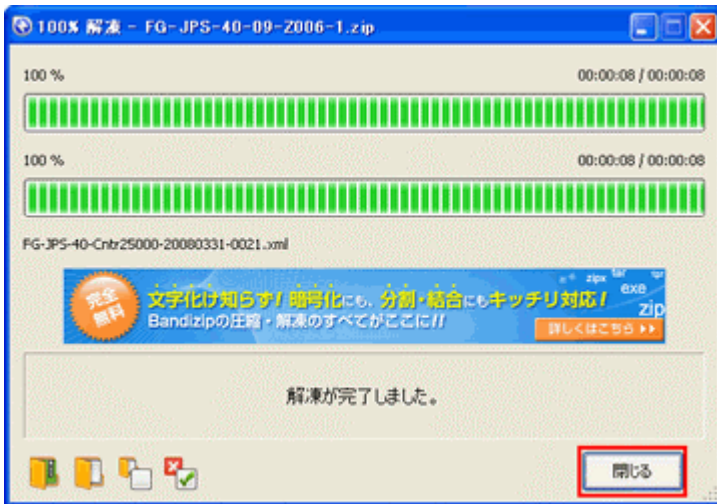 100% 解凍 - FG-JPS-40-09-Z006-1.zip
100 %
00:00:08 / 00:00:08
100 %
00:00:08 / 00:00:08
FG-JPS-40-Cntr25000-20080331-0021.xml
完全
無料
文字化け知らず! 暗号化にも、分割・結合にもキッチリ対応!
Bandizipの圧縮・解凍のすべてがここに!!
zipx
tar
exe
zip
詳しくはこちら
解凍が完了しました。
閉じる